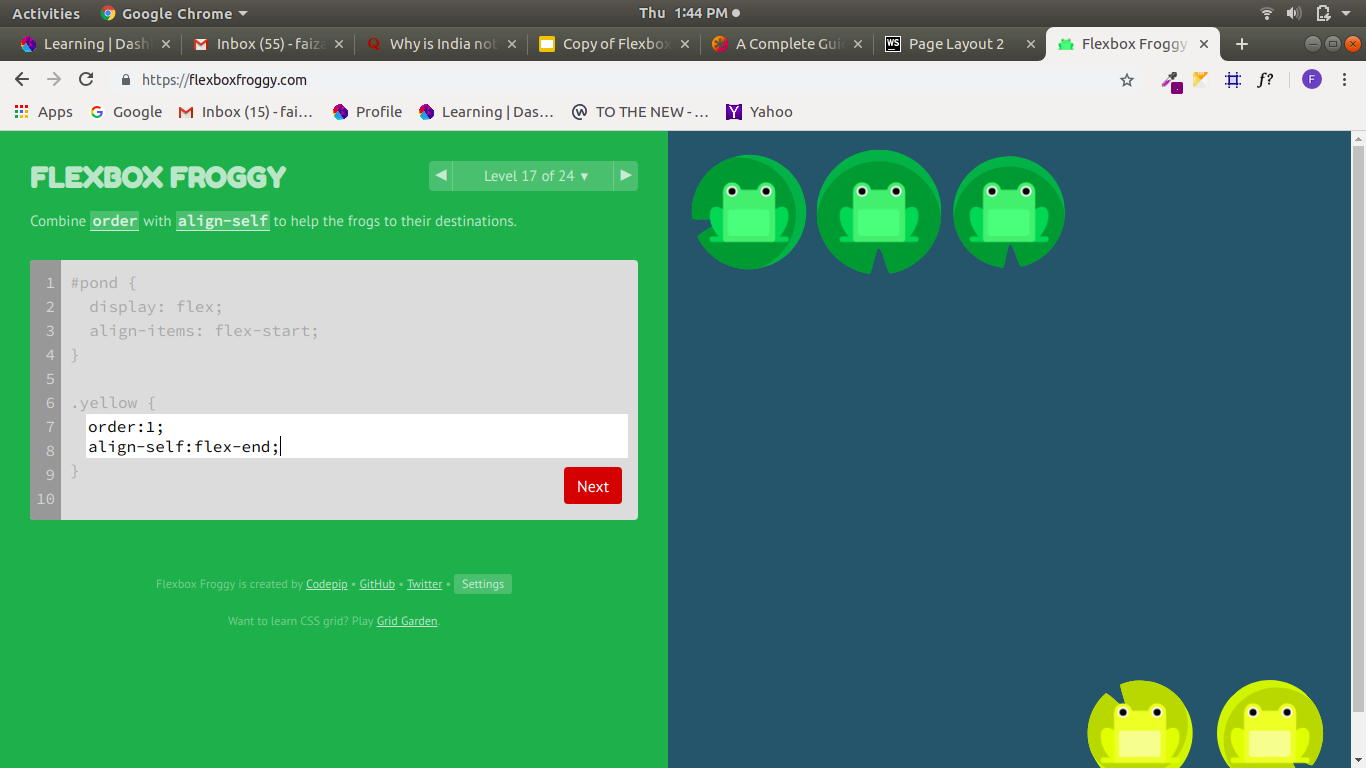 Activities Google Chrome Thu 1:44 PM
Learning | Dash Inbox (55) - faiza Why is India not Copy of Flexbox A Complete Gui WS Page Layout 2 Flexbox Froggy
https://flexboxfroggy.com f? F
Apps Google Inbox (15) - fai... Profile Learning | Das... TO THE NEW - ... Yahoo
FLEXBOX FROGGY
Level 17 of 24
Combine order with align-self to help the frogs to their destinations.
1 #pond {
2 display: flex;
3 align-items: flex-start;
4 }
5
6 .yellow {
7 order:1;
8 align-self:flex-end;
9 }
10
Next
Flexbox Froggy is created by Codepip • GitHub • Twitter • Settings
Want to learn CSS grid? Play Grid Garden.